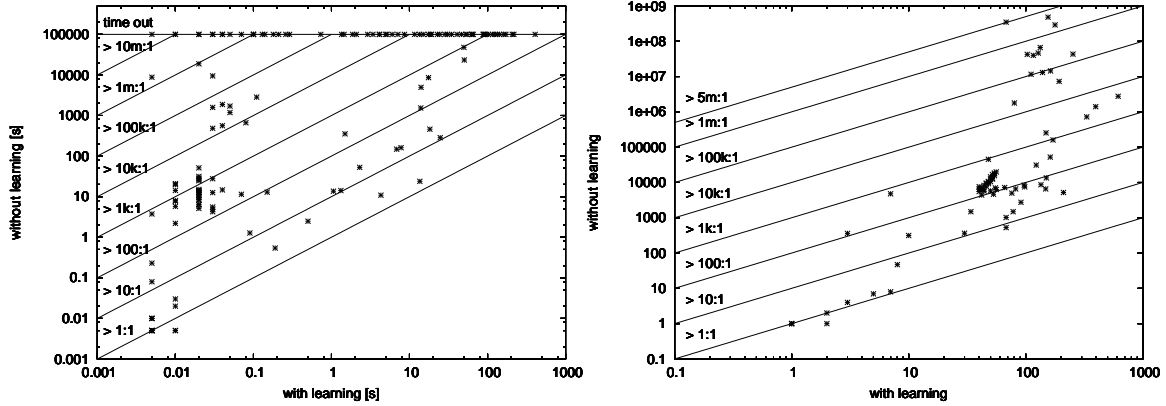 time out
100000
> 10m:1
10000
> 1m:1
1000
> 100k:1
100
> 10k:1
10
> 1k:1
1
> 100:1
0.1
> 10:1
0.01
> 1:1
0.001
0.001 0.01 0.1 1 10 100 1000
with learning [s]
without learning [s]
1e+09
1e+08
1e+07
> 5m:1
1e+06
> 1m:1
100000
> 100k:1
10000
> 10k:1
1000
> 1k:1
100
> 100:1
10
> 10:1
1
> 1:1
0.1
0.1 1 10 100 1000
with learning
without learning